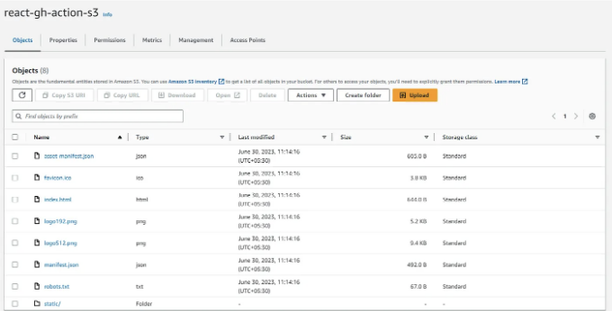 react-gh-action-s3 Info
Objects Properties Permissions Metrics Management Access Points
Objects (8)
Objects are the fundamental entities stored in Amazon S3. You can use Amazon S3 inventory to get a list of all objects in your bucket. For others to access your objects, you'll need to explicitly grant them permissions. Learn more
Copy S3 URI Copy URL Download Open Delete Actions Create folder Upload
Find objects by prefix
1
Name Type Last modified Size Storage class
asset-manifest.json json June 30, 2023, 11:14:16 (UTC+05:30) 603.0 B Standard
favicon.ico ico June 30, 2023, 11:14:16 (UTC+05:30) 3.8 KB Standard
index.html html June 30, 2023, 11:14:16 (UTC+05:30) 644.0 B Standard
logo192.png png June 30, 2023, 11:14:16 (UTC+05:30) 5.2 KB Standard
logo512.png png June 30, 2023, 11:14:16 (UTC+05:30) 9.4 KB Standard
manifest.json json June 30, 2023, 11:14:16 (UTC+05:30) 492.0 B Standard
robots.txt txt June 30, 2023, 11:14:16 (UTC+05:30) 67.0 B Standard
static/ Folder - - -